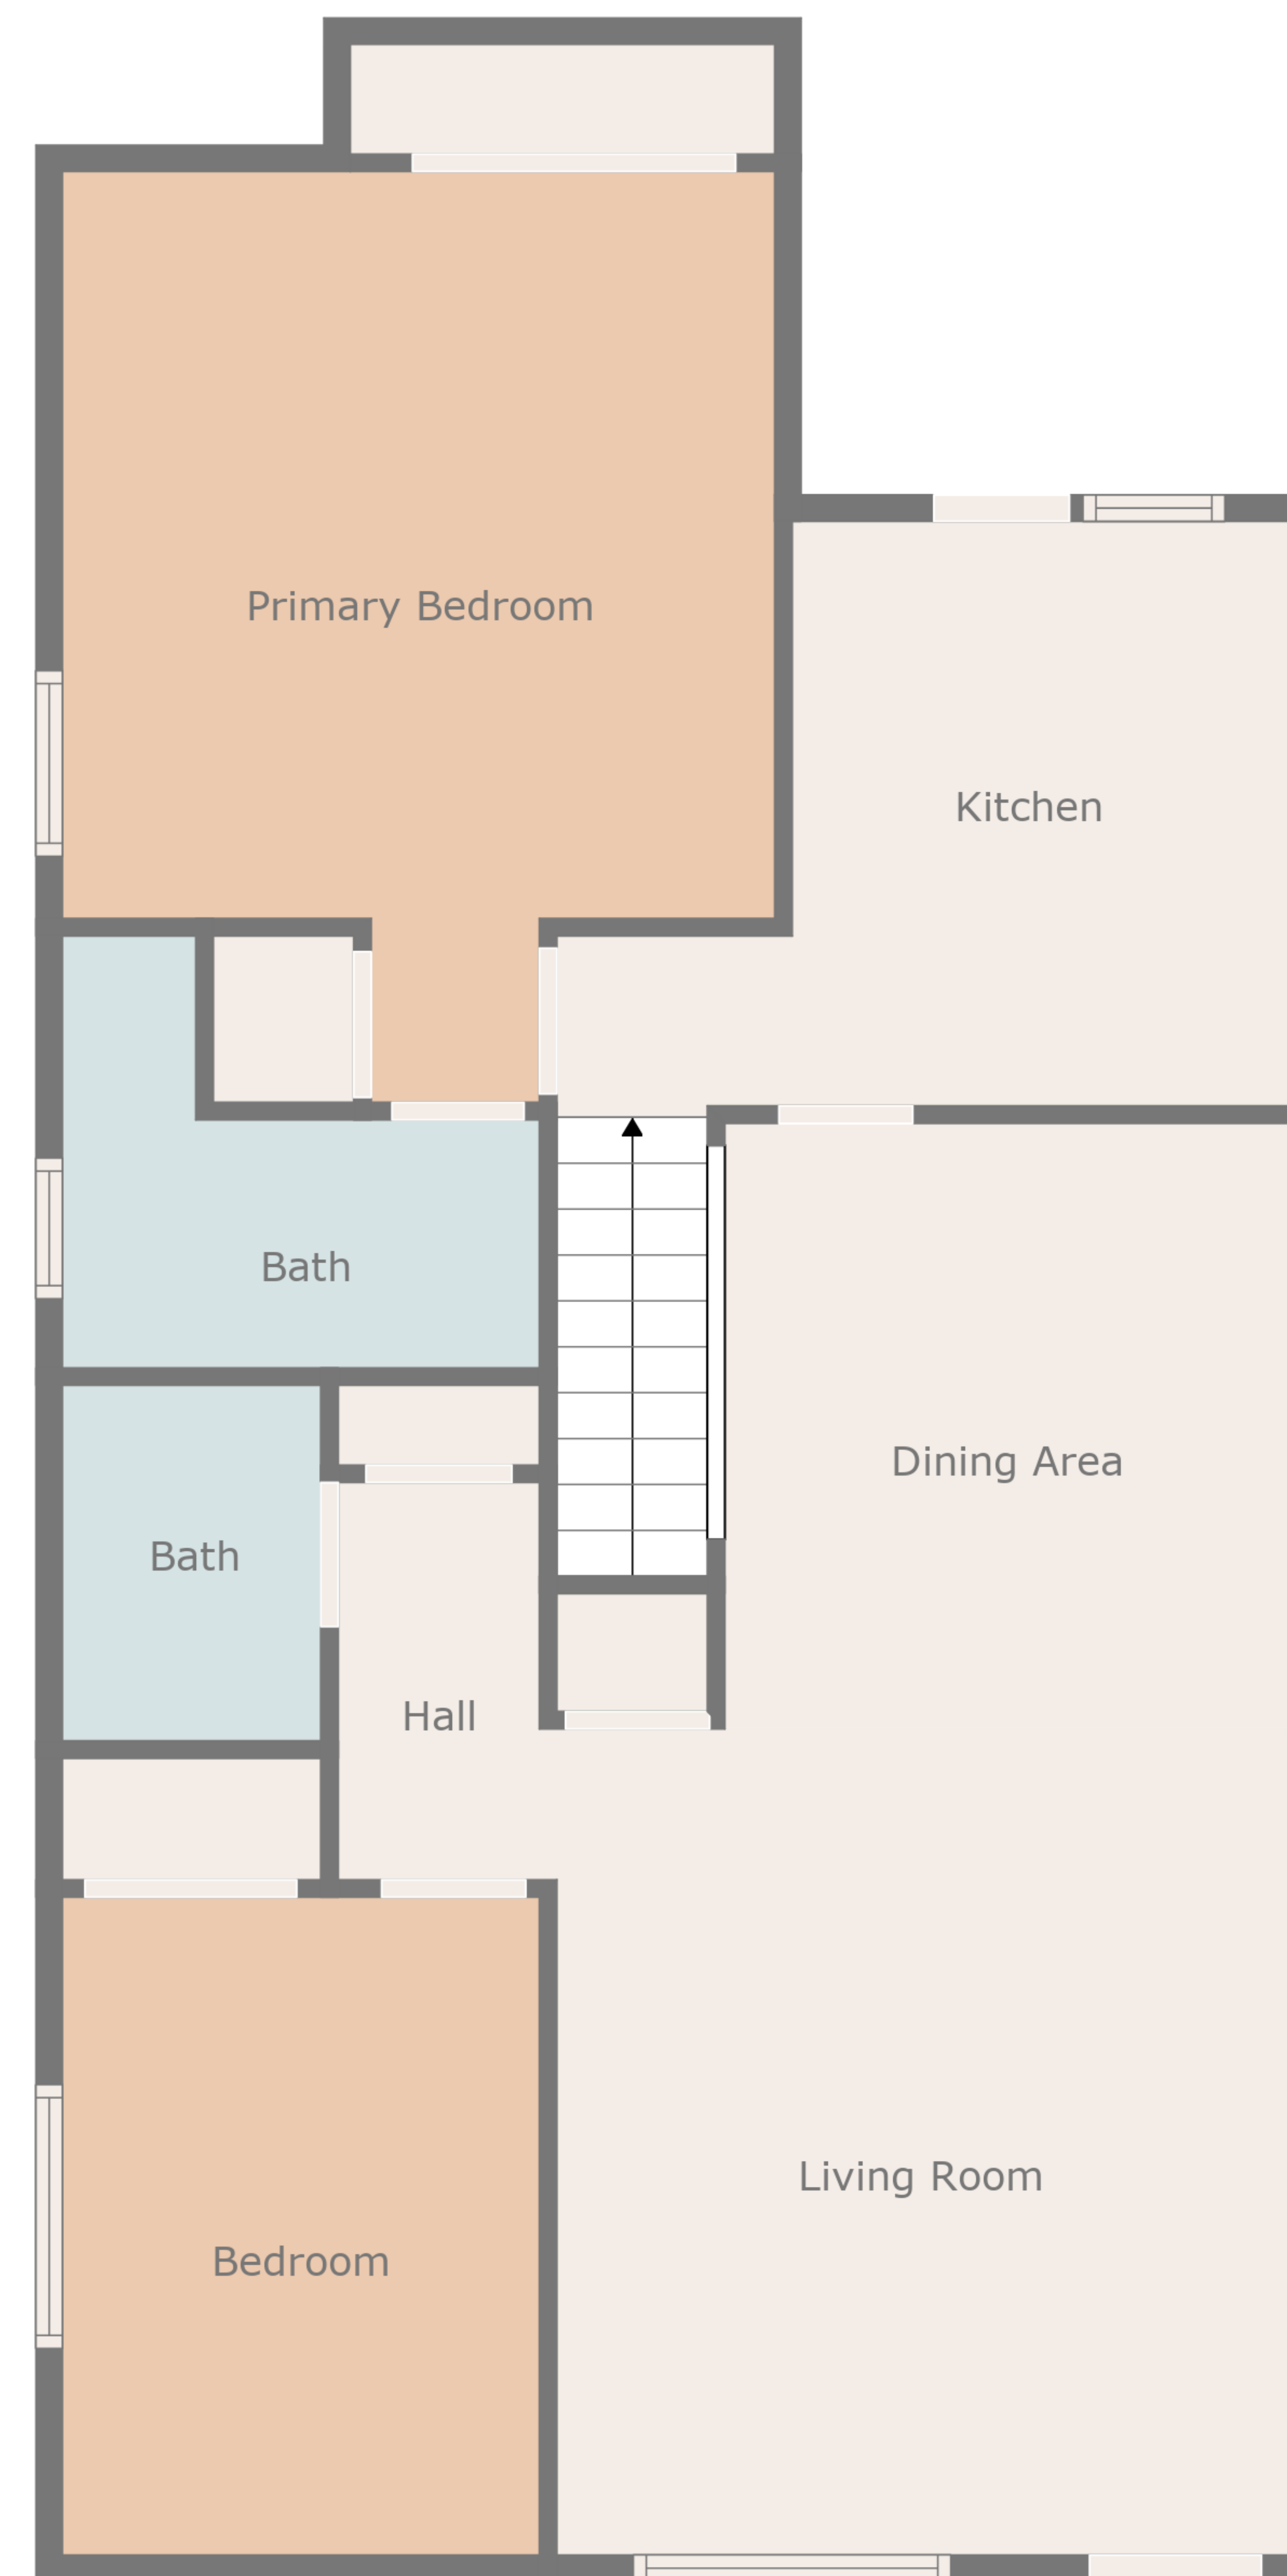 Primary Bedroom
Kitchen
Bath
Dining Area
Bath
Hall
Living Room
Bedroom